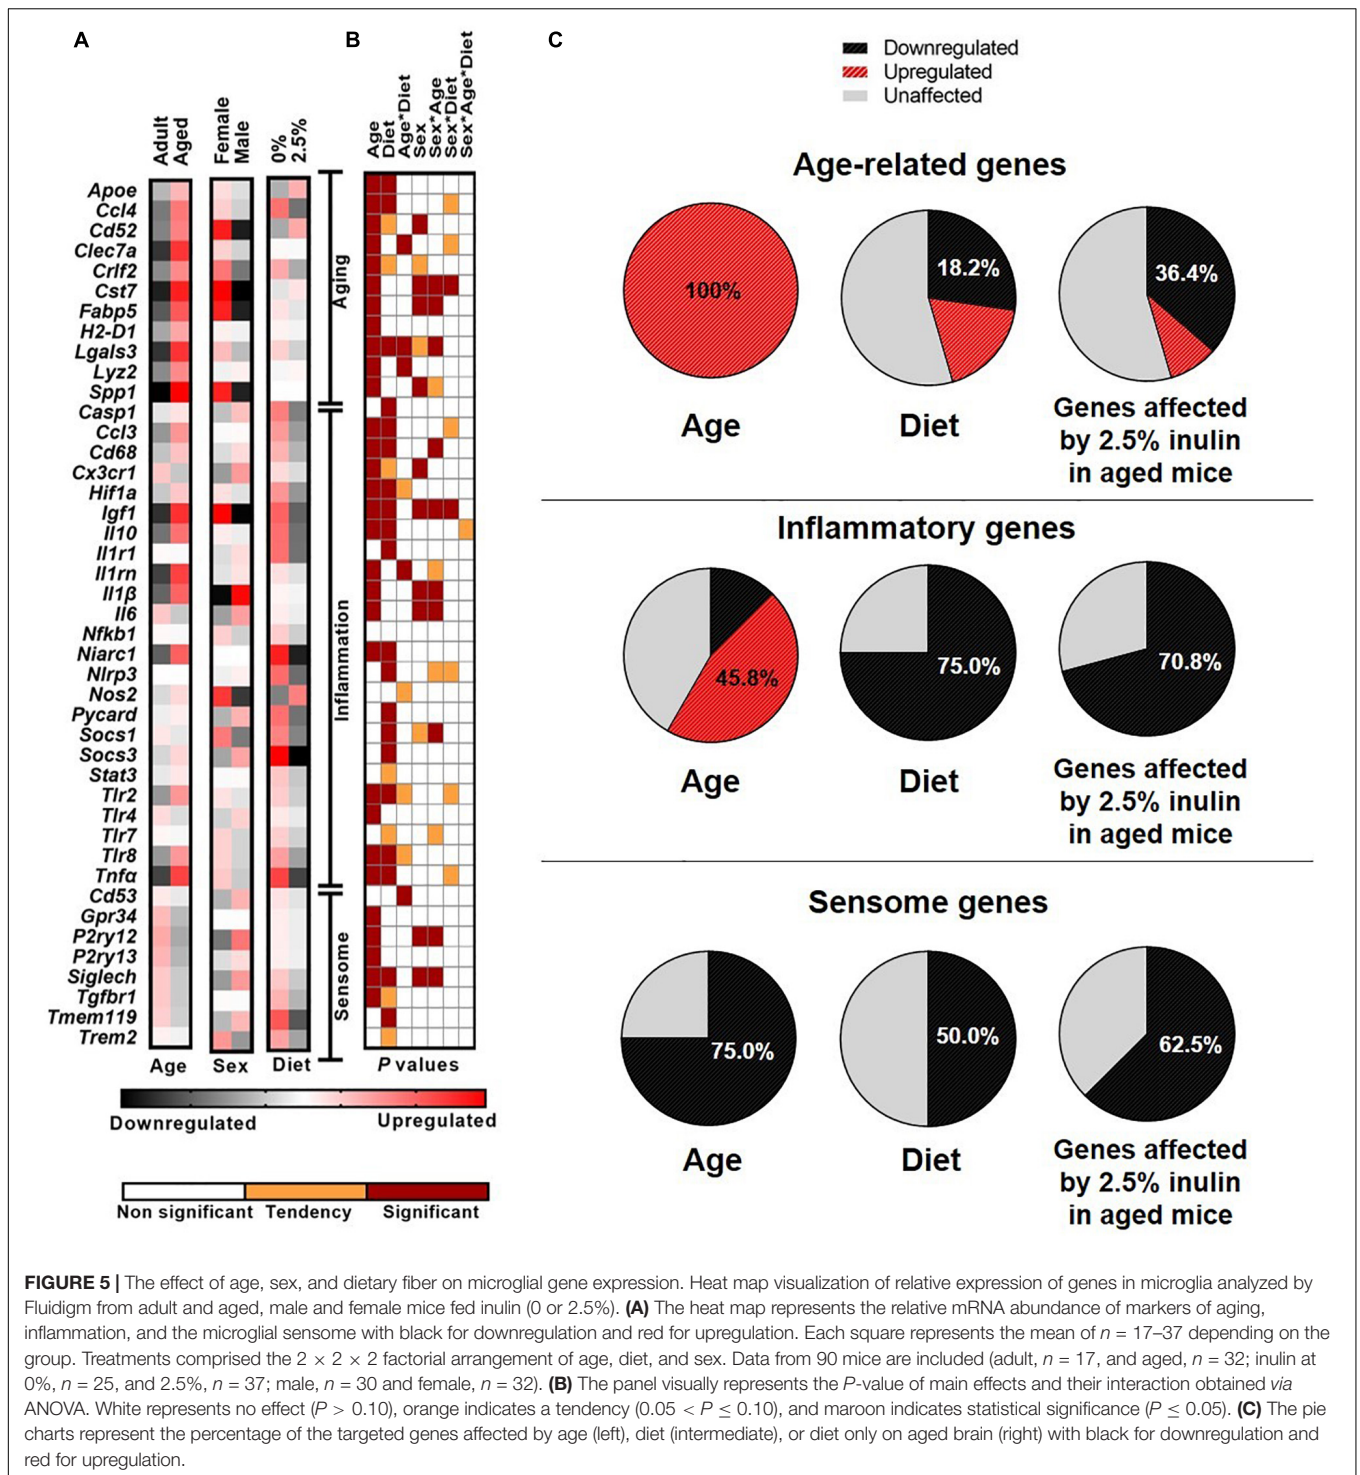 A
B
C
Downregulated
Upregulated
Unaffected
Adult
Aged
Female
Male
0%
2.5%
Age
Diet
Age*Diet
Sex
Sex*Age
Sex*Diet
Sex*Age*Diet
Apoe
Ccl4
Cd52
Clec7a
Crlf2
Cst7
Fabp5
H2-D1
Lgals3
Lyz2
Spp1
Casp1
Ccl3
Cd68
Cx3cr1
Hif1a
Igf1
Il10
Il1r1
Il1rn
Il1β
Il6
Nfkb1
Niarc1
Nlrp3
Nos2
Pycard
Socs1
Socs3
Stat3
Tlr2
Tlr4
Tlr7
Tlr8
Tnfα
Cd53
Gpr34
P2ry12
P2ry13
Siglech
Tgfbr1
Tmem119
Trem2
Aging
Inflammation
Sensome
Age
Sex
Diet
P values
Downregulated
Upregulated
Non significant
Tendency
Significant
Age-related genes
100%
18.2%
36.4%
Age
Diet
Genes affected
by 2.5% inulin
in aged mice
Inflammatory genes
45.8%
75.0%
70.8%
Age
Diet
Genes affected
by 2.5% inulin
in aged mice
Sensome genes
75.0%
50.0%
62.5%
Age
Diet
Genes affected
by 2.5% inulin
in aged mice
FIGURE 5 | The effect of age, sex, and dietary fiber on microglial gene expression. Heat map visualization of relative expression of genes in microglia analyzed by
Fluidigm from adult and aged, male and female mice fed inulin (0 or 2.5%). (A) The heat map represents the relative mRNA abundance of markers of aging,
inflammation, and the microglial sensome with black for downregulation and red for upregulation. Each square represents the mean of n = 17–37 depending on the
group. Treatments comprised the 2 × 2 × 2 factorial arrangement of age, diet, and sex. Data from 90 mice are included (adult, n = 17, and aged, n = 32; inulin at
0%, n = 25, and 2.5%, n = 37; male, n = 30 and female, n = 32). (B) The panel visually represents the P-value of main effects and their interaction obtained via
ANOVA. White represents no effect (P > 0.10), orange indicates a tendency (0.05 < P ≤ 0.10), and maroon indicates statistical significance (P ≤ 0.05). (C) The pie
charts represent the percentage of the targeted genes affected by age (left), diet (intermediate), or diet only on aged brain (right) with black for downregulation and
red for upregulation.